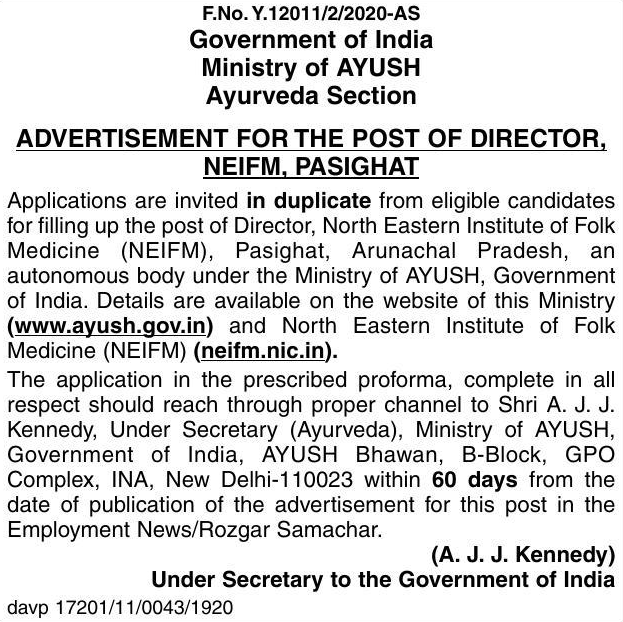 F.No. Y.12011/2/2020-AS
Government of India
Ministry of AYUSH
Ayurveda Section
ADVERTISEMENT FOR THE POST OF DIRECTOR,
NEIFM, PASIGHAT
Applications are invited in duplicate from eligible candidates
for filling up the post of Director, North Eastern Institute of Folk
Medicine (NEIFM), Pasighat, Arunachal Pradesh, an
autonomous body under the Ministry of AYUSH, Government
of India. Details are available on the website of this Ministry
(www.ayush.gov.in) and North Eastern Institute of Folk
Medicine (NEIFM) (neifm.nic.in).
The application in the prescribed proforma, complete in all
respect should reach through proper channel to Shri A. J. J.
Kennedy, Under Secretary (Ayurveda), Ministry of AYUSH,
Government of India, AYUSH Bhawan, B-Block, GPO
Complex, INA, New Delhi-110023 within 60 days from the
date of publication of the advertisement for this post in the
Employment News/Rozgar Samachar.
(A. J. J. Kennedy)
Under Secretary to the Government of India
davp 17201/11/0043/1920